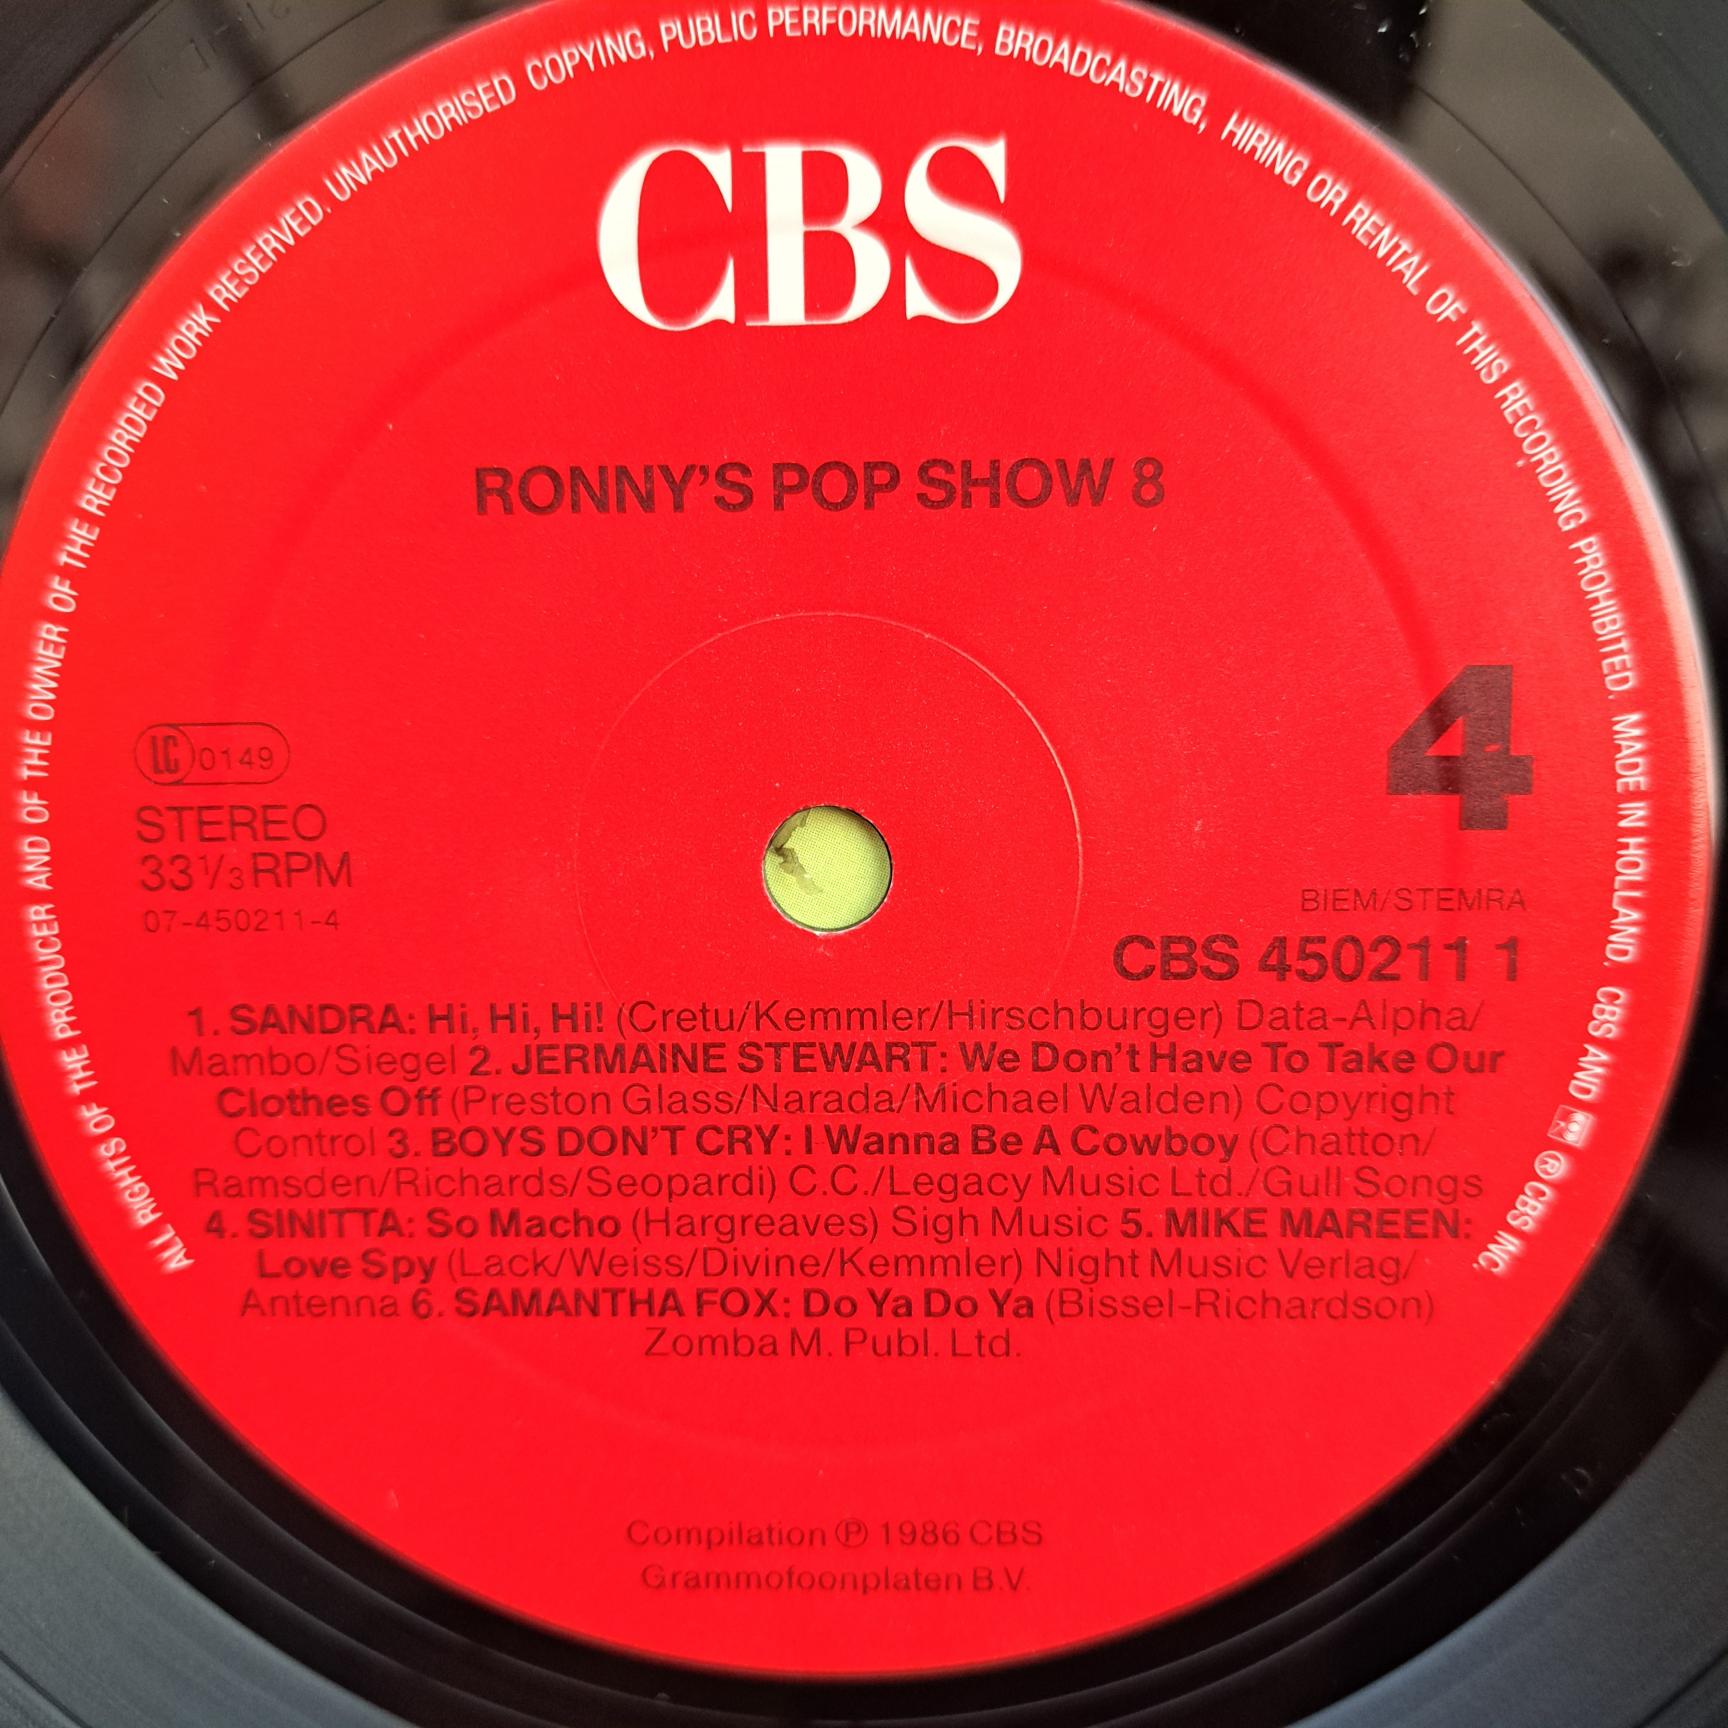 ALL RIGHTS OF THE PRODUCER AND OF THE OWNER OF THE RECORDED WORK RESERVED. UNAUTHORISED COPYING, PUBLIC PERFORMANCE, BROADCASTING, HIRING OR RENTAL OF THIS RECORDING PROHIBITED. MADE IN HOLLAND. CBS AND ℗ CBS INC.
CBS
RONNY'S POP SHOW 8
4
LC 0149
STEREO
33 1/3 RPM
07-450211-4
BIEM/STEMRA
CBS 450211 1
1. SANDRA: Hi, Hi, Hi! (Cretu/Kemmler/Hirschburger) Data-Alpha/
Mambo/Siegel 2. JERMAINE STEWART: We Don't Have To Take Our
Clothes Off (Preston Glass/Narada/Michael Walden) Copyright
Control 3. BOYS DON'T CRY: I Wanna Be A Cowboy (Chatton/
Ramsden/Richards/Seopardi) C.C./Legacy Music Ltd./Gull Songs
4. SINITTA: So Macho (Hargreaves) Sigh Music 5. MIKE MAREEN:
Love Spy (Lack/Weiss/Divine/Kemmler) Night Music Verlag/
Antenna 6. SAMANTHA FOX: Do Ya Do Ya (Bissel-Richardson)
Zomba M. Publ. Ltd.
Compilation ℗ 1986 CBS
Grammofoonplaten B.V.